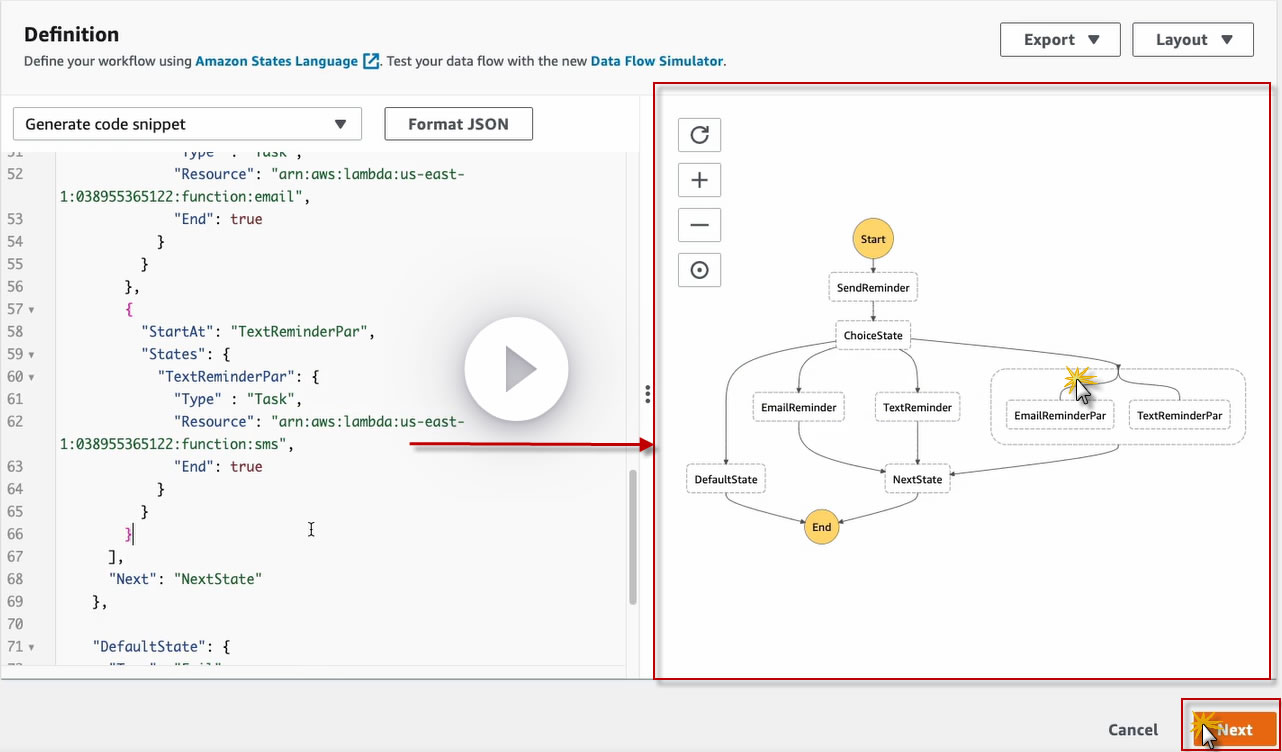 Definition
Define your workflow using Amazon States Language . Test your data flow with the new Data Flow Simulator.
Export ▼
Layout ▼
Generate code snippet ▼
Format JSON
51 "Type" : "Task",
52 "Resource": "arn:aws:lambda:us-east-
1:038955365122:function:email",
53 "End": true
54 }
55 }
56 },
57 ▾ {
58 "StartAt": "TextReminderPar",
59 ▾ "States": {
60 ▾ "TextReminderPar": {
61 "Type" : "Task",
62 "Resource": "arn:aws:lambda:us-east-
1:038955365122:function:sms",
63 "End": true
64 }
65 }
66 }
67 ],
68 "Next": "NextState"
69 },
70
71 ▾ "DefaultState": {
72 "Type": "Fail",
Start
SendReminder
ChoiceState
EmailReminder
TextReminder
EmailReminderPar
TextReminderPar
DefaultState
NextState
End
Cancel
Next